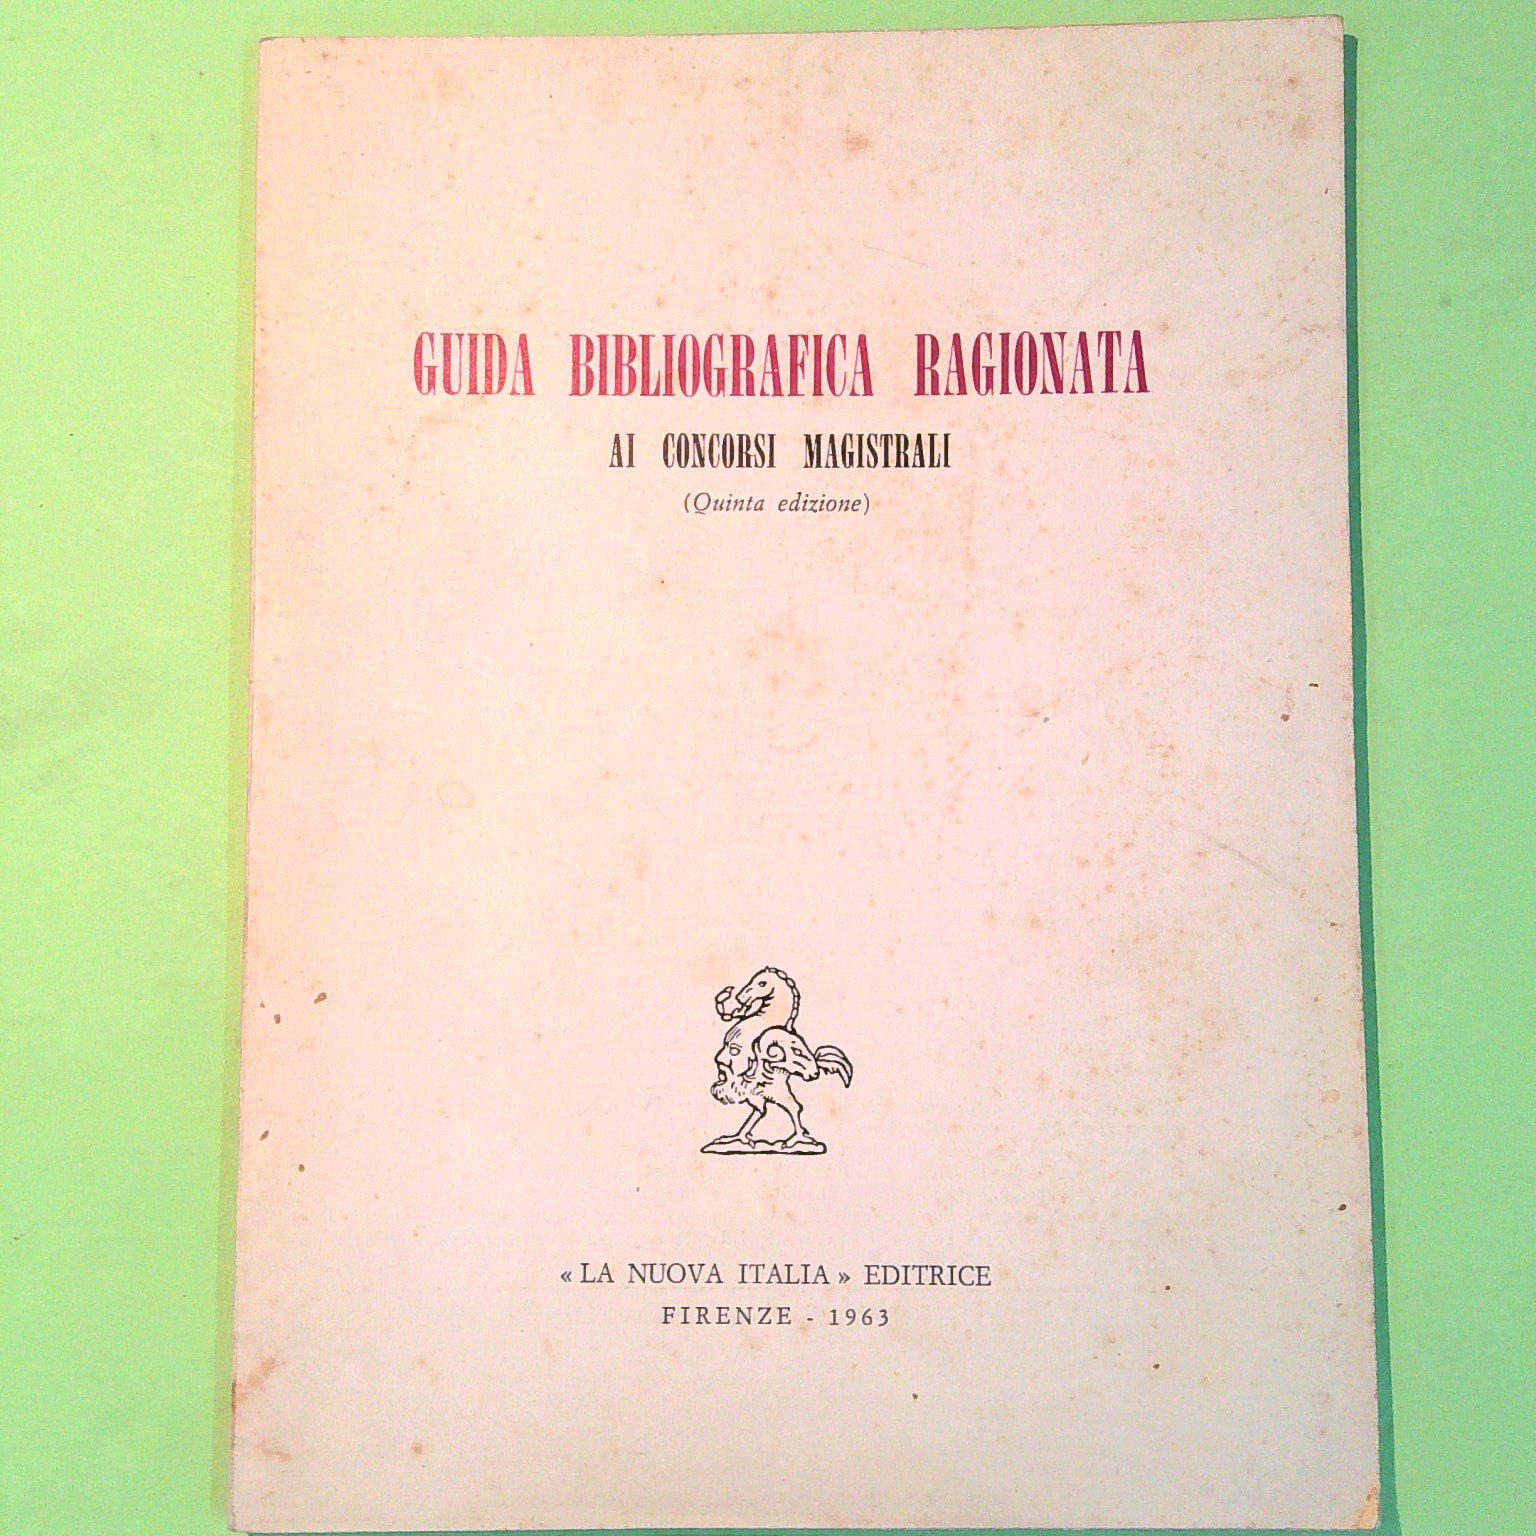 GUIDA BIBLIOGRAFICA RAGIONATA
AI CONCORSI MAGISTRALI
(Quinta edizione)
« LA NUOVA ITALIA » EDITRICE
FIRENZE - 1963